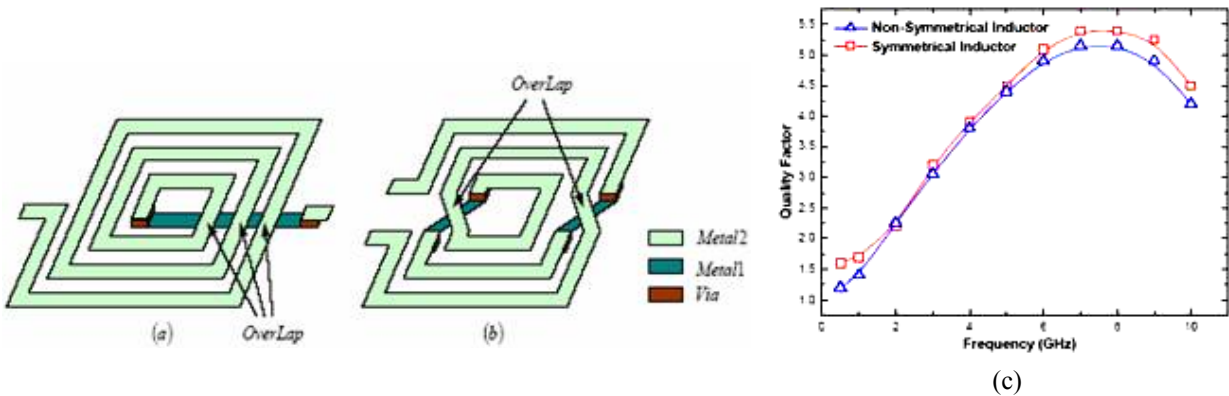 OverLap
Metal2
Metal1
Via
(a)
OverLap
(b)
Non-Symmetrical Inductor
Symmetrical Inductor
Quality Factor
5.5
5.0
4.5
4.0
3.5
3.0
2.5
2.0
1.5
1.0
0
2
4
6
8
10
Frequency (GHz)
(c)